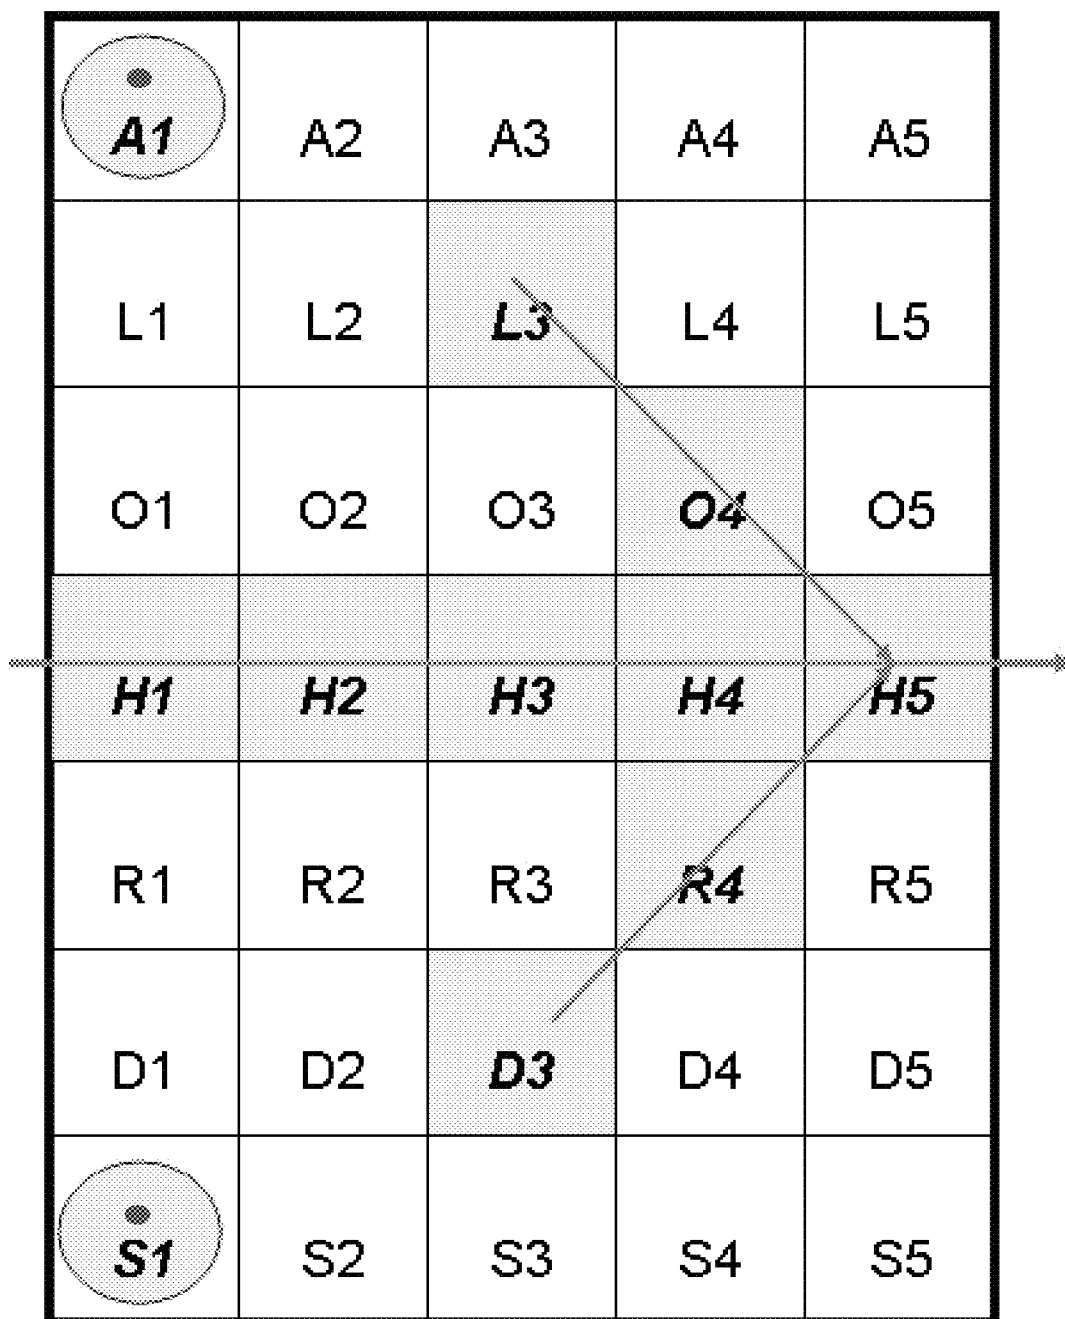 A1 A2 A3 A4 A5
L1 L2 L3 L4 L5
O1 O2 O3 O4 O5
H1 H2 H3 H4 H5
R1 R2 R3 R4 R5
D1 D2 D3 D4 D5
S1 S2 S3 S4 S5